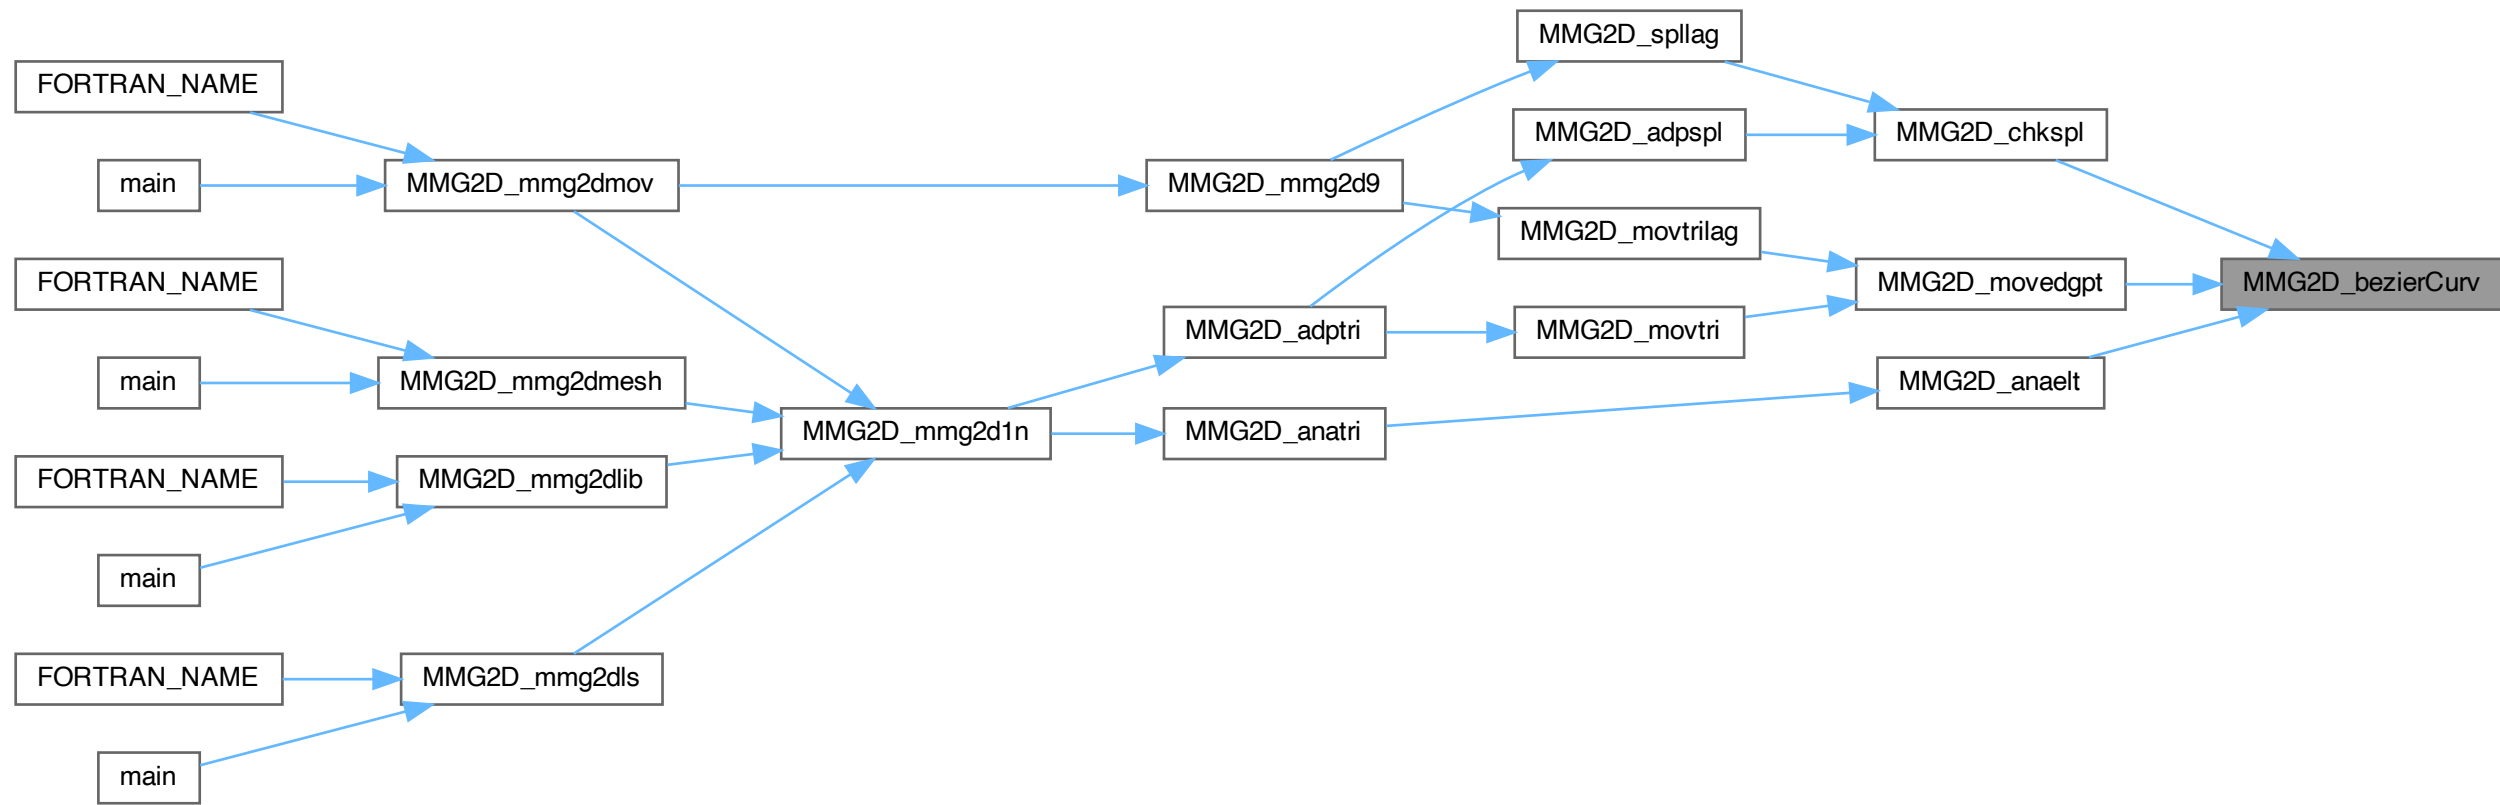 MMG2D_spllag
FORTRAN_NAME
MMG2D_adpspl
MMG2D_chkspl
main
MMG2D_mmg2dmov
MMG2D_mmg2d9
MMG2D_movtrilag
FORTRAN_NAME
MMG2D_movedgpt
MMG2D_bezierCurv
MMG2D_adptri
MMG2D_movtri
main
MMG2D_mmg2dmesh
MMG2D_anaelt
MMG2D_mmg2d1n
MMG2D_anatri
FORTRAN_NAME
MMG2D_mmg2dlib
main
FORTRAN_NAME
MMG2D_mmg2dls
main